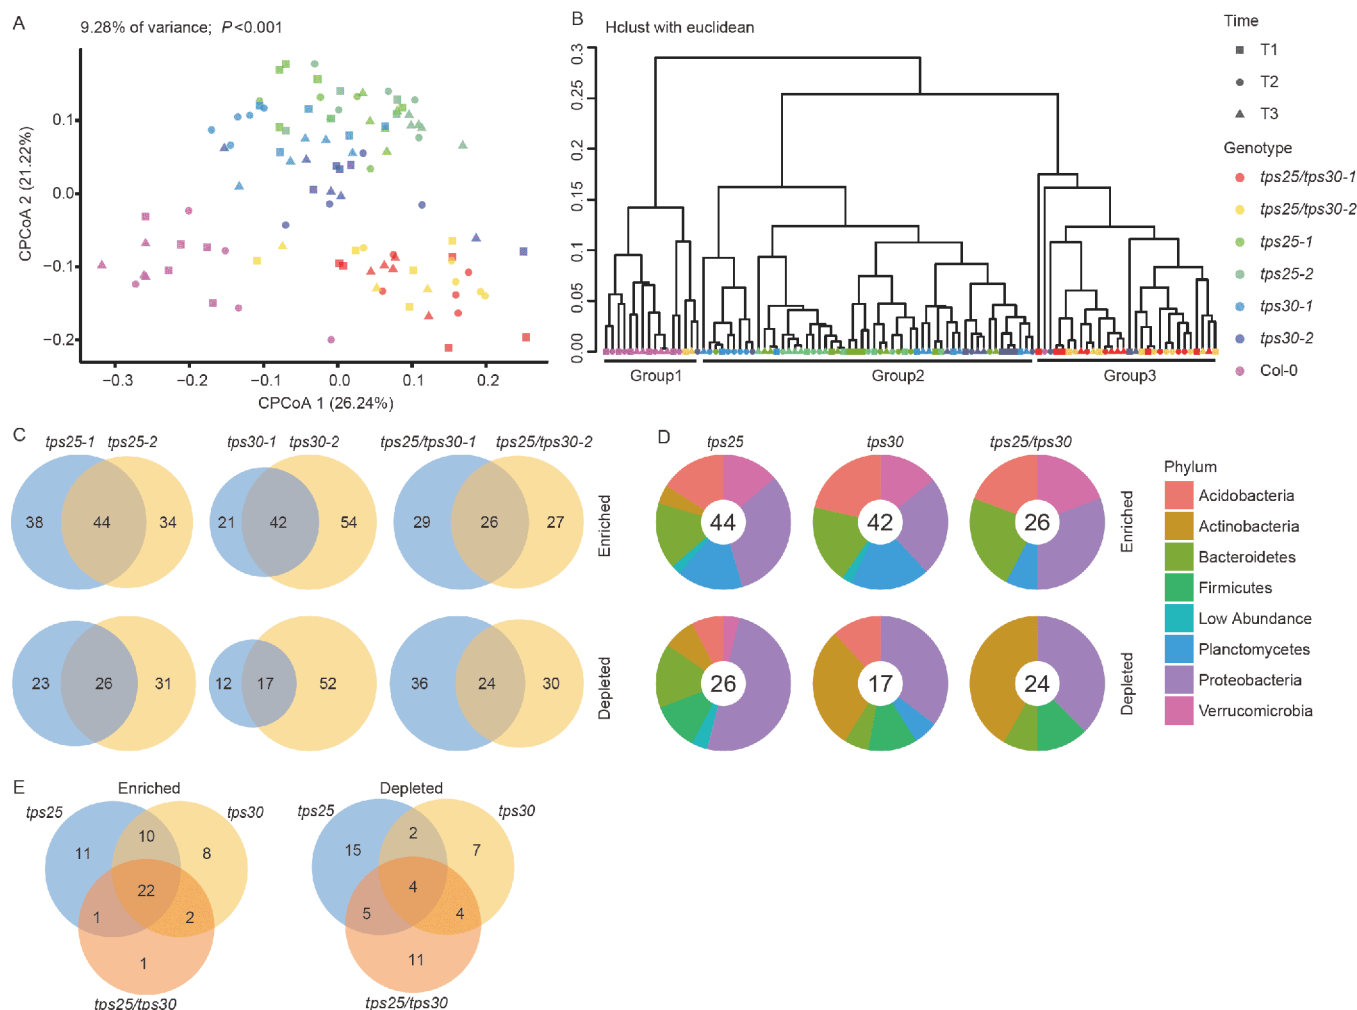 A
9.28% of variance; P<0.001
CPCoA 2 (21.22%)
0.1
0.0
−0.1
−0.2
−0.3
−0.2
−0.1
0.0
0.1
0.2
CPCoA 1 (26.24%)
B
Hclust with euclidean
0.3
0.25
0.2
0.15
0.1
0.05
0.00
Group1
Group2
Group3
Time
T1
T2
T3
Genotype
tps25/tps30-1
tps25/tps30-2
tps25-1
tps25-2
tps30-1
tps30-2
Col-0
C
tps25-1 tps25-2
tps30-1 tps30-2
tps25/tps30-1 tps25/tps30-2
38 44 34
21 42 54
29 26 27
Enriched
23 26 31
12 17 52
36 24 30
Depleted
D
tps25
tps30
tps25/tps30
44
42
26
Enriched
26
17
24
Depleted
Phylum
Acidobacteria
Actinobacteria
Bacteroidetes
Firmicutes
Low Abundance
Planctomycetes
Proteobacteria
Verrucomicrobia
E
Enriched
tps25
tps30
10
11
8
22
1
2
1
tps25/tps30
Depleted
tps25
tps30
2
15
7
4
5
4
11
tps25/tps30